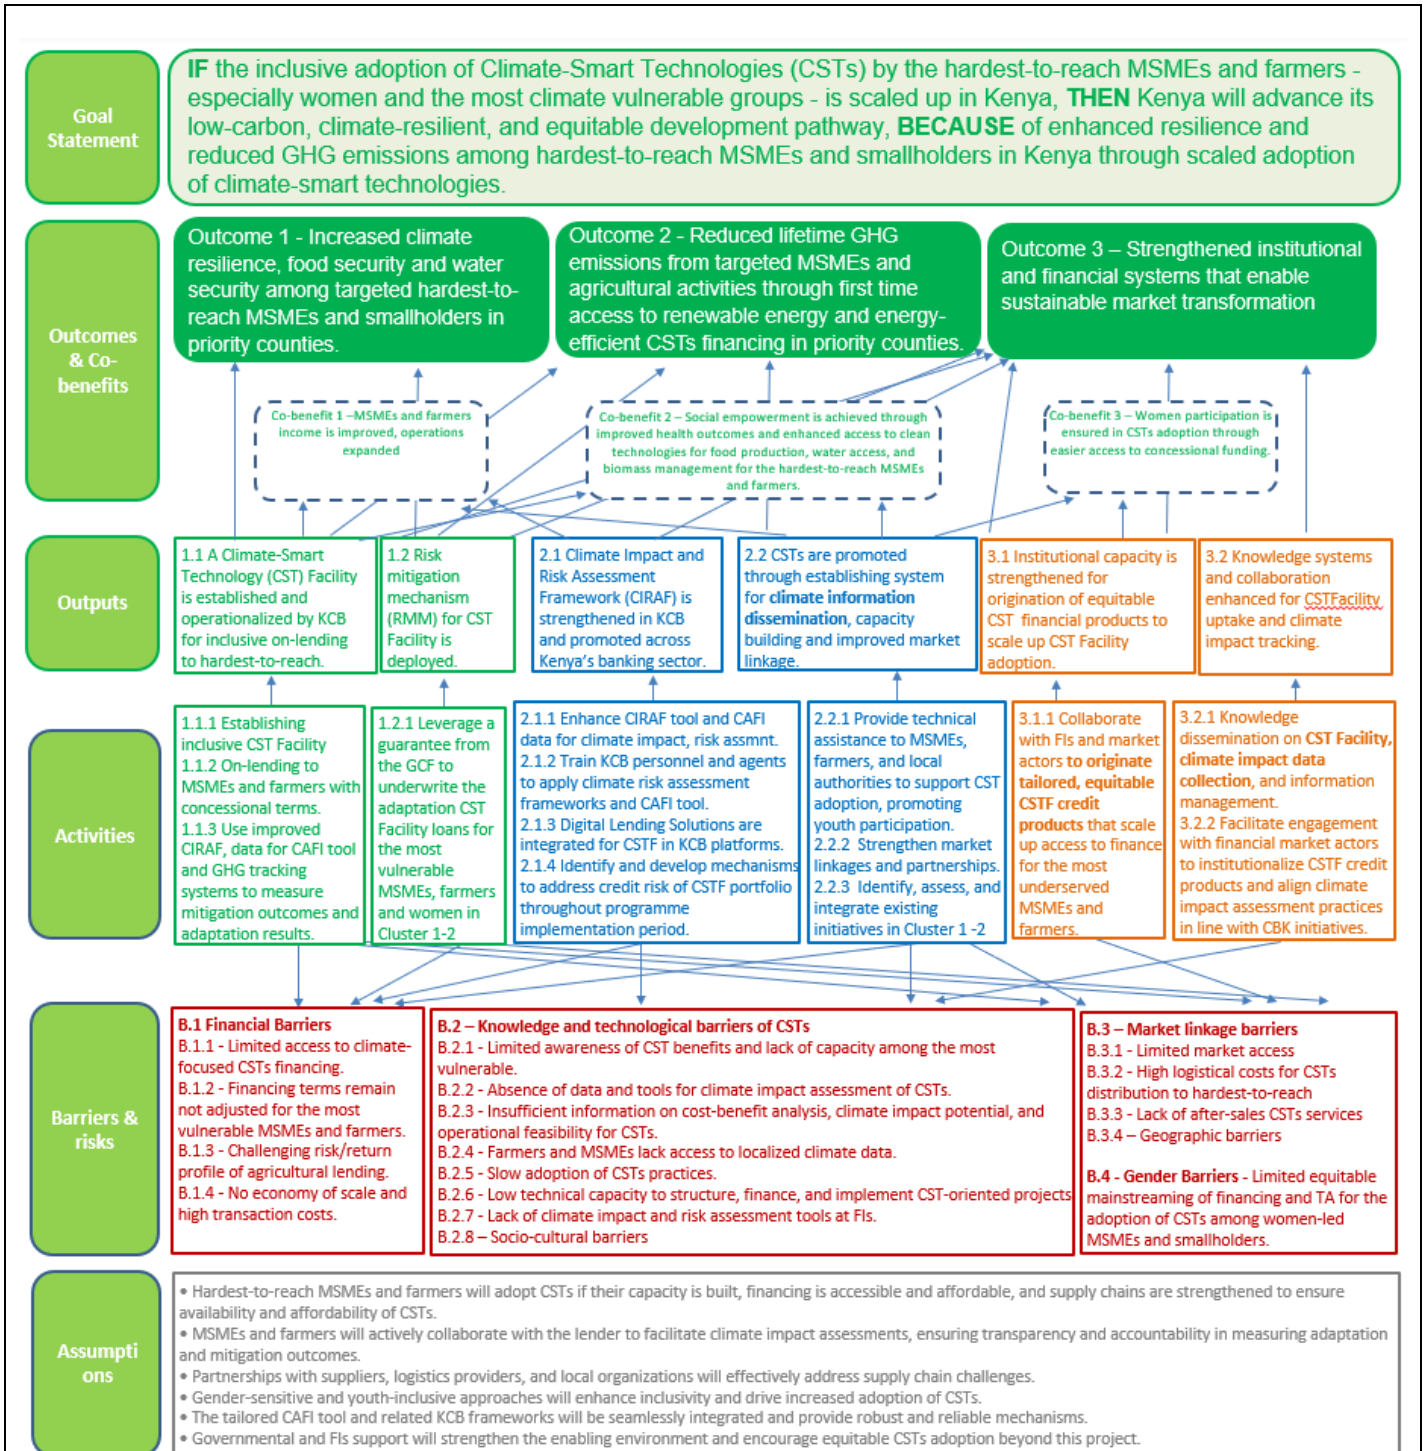 Goal
Statement
IF the inclusive adoption of Climate-Smart Technologies (CSTs) by the hardest-to-reach MSMEs and farmers -
especially women and the most climate vulnerable groups - is scaled up in Kenya, THEN Kenya will advance its
low-carbon, climate-resilient, and equitable development pathway, BECAUSE of enhanced resilience and
reduced GHG emissions among hardest-to-reach MSMEs and smallholders in Kenya through scaled adoption
of climate-smart technologies.
Outcomes
& Co-
benefits
Outcome 1 - Increased climate
resilience, food security and water
security among targeted hardest-to-
reach MSMEs and smallholders in
priority counties.
Outcome 2 - Reduced lifetime GHG
emissions from targeted MSMEs and
agricultural activities through first time
access to renewable energy and energy-
efficient CSTs financing in priority counties.
Outcome 3 – Strengthened institutional
and financial systems that enable
sustainable market transformation
Co-benefit 1 –MSMEs and farmers
income is improved, operations
expanded
Co-benefit 2 – Social empowerment is achieved through
improved health outcomes and enhanced access to clean
technologies for food production, water access, and
biomass management for the hardest-to-reach MSMEs
and farmers.
Co-benefit 3 – Women participation is
ensured in CSTs adoption through
easier access to concessional funding.
Outputs
1.1 A Climate-Smart
Technology (CST) Facility
is established and
operationalized by KCB
for inclusive on-lending
to hardest-to-reach.
1.2 Risk
mitigation
mechanism
(RMM) for CST
Facility is
deployed.
2.1 Climate Impact and
Risk Assessment
Framework (CIRAF) is
strengthened in KCB
and promoted across
Kenya's banking sector.
2.2 CSTs are promoted
through establishing system
for climate information
dissemination, capacity
building and improved market
linkage.
3.1 Institutional capacity is
strengthened for
origination of equitable
CST financial products to
scale up CST Facility
adoption.
3.2 Knowledge systems
and collaboration
enhanced for CSTFacility
uptake and climate
impact tracking.
Activities
1.1.1 Establishing
inclusive CST Facility
1.1.2 On-lending to
MSMEs and farmers with
concessional terms.
1.1.3 Use improved
CIRAF, data for CAFI tool
and GHG tracking
systems to measure
mitigation outcomes and
adaptation results.
1.2.1 Leverage a
guarantee from
the GCF to
underwrite the
adaptation CST
Facility loans for
the most
vulnerable
MSMEs, farmers
and women in
Cluster 1-2
2.1.1 Enhance CIRAF tool and CAFI
data for climate impact, risk assmnt.
2.1.2 Train KCB personnel and agents
to apply climate risk assessment
frameworks and CAFI tool.
2.1.3 Digital Lending Solutions are
integrated for CSTF in KCB platforms.
2.1.4 Identify and develop mechanisms
to address credit risk of CSTF portfolio
throughout programme
implementation period.
2.2.1 Provide technical
assistance to MSMEs,
farmers, and local
authorities to support CST
adoption, promoting
youth participation.
2.2.2 Strengthen market
linkages and partnerships.
2.2.3 Identify, assess, and
integrate existing
initiatives in Cluster 1 -2
3.1.1 Collaborate
with FIs and market
actors to originate
tailored, equitable
CSTF credit
products that scale
up access to finance
for the most
underserved
MSMEs and
farmers.
3.2.1 Knowledge
dissemination on CST Facility,
climate impact data
collection, and information
management.
3.2.2 Facilitate engagement
with financial market actors
to institutionalize CSTF credit
products and align climate
impact assessment practices
in line with CBK initiatives.
Barriers &
risks
B.1 Financial Barriers
B.1.1 - Limited access to climate-
focused CSTs financing.
B.1.2 - Financing terms remain
not adjusted for the most
vulnerable MSMEs and farmers.
B.1.3 - Challenging risk/return
profile of agricultural lending.
B.1.4 - No economy of scale and
high transaction costs.
B.2 – Knowledge and technological barriers of CSTs
B.2.1 - Limited awareness of CST benefits and lack of capacity among the most
vulnerable.
B.2.2 - Absence of data and tools for climate impact assessment of CSTs.
B.2.3 - Insufficient information on cost-benefit analysis, climate impact potential, and
operational feasibility for CSTs.
B.2.4 - Farmers and MSMEs lack access to localized climate data.
B.2.5 - Slow adoption of CSTs practices.
B.2.6 - Low technical capacity to structure, finance, and implement CST-oriented projects
B.2.7 - Lack of climate impact and risk assessment tools at FIs.
B.2.8 – Socio-cultural barriers
B.3 – Market linkage barriers
B.3.1 - Limited market access
B.3.2 - High logistical costs for CSTs
distribution to hardest-to-reach
B.3.3 - Lack of after-sales CSTs services
B.3.4 – Geographic barriers
B.4 - Gender Barriers - Limited equitable
mainstreaming of financing and TA for the
adoption of CSTs among women-led
MSMEs and smallholders.
Assumpti
ons
• Hardest-to-reach MSMEs and farmers will adopt CSTs if their capacity is built, financing is accessible and affordable, and supply chains are strengthened to ensure
availability and affordability of CSTs.
• MSMEs and farmers will actively collaborate with the lender to facilitate climate impact assessments, ensuring transparency and accountability in measuring adaptation
and mitigation outcomes.
• Partnerships with suppliers, logistics providers, and local organizations will effectively address supply chain challenges.
• Gender-sensitive and youth-inclusive approaches will enhance inclusivity and drive increased adoption of CSTs.
• The tailored CAFI tool and related KCB frameworks will be seamlessly integrated and provide robust and reliable mechanisms.
• Governmental and FIs support will strengthen the enabling environment and encourage equitable CSTs adoption beyond this project.